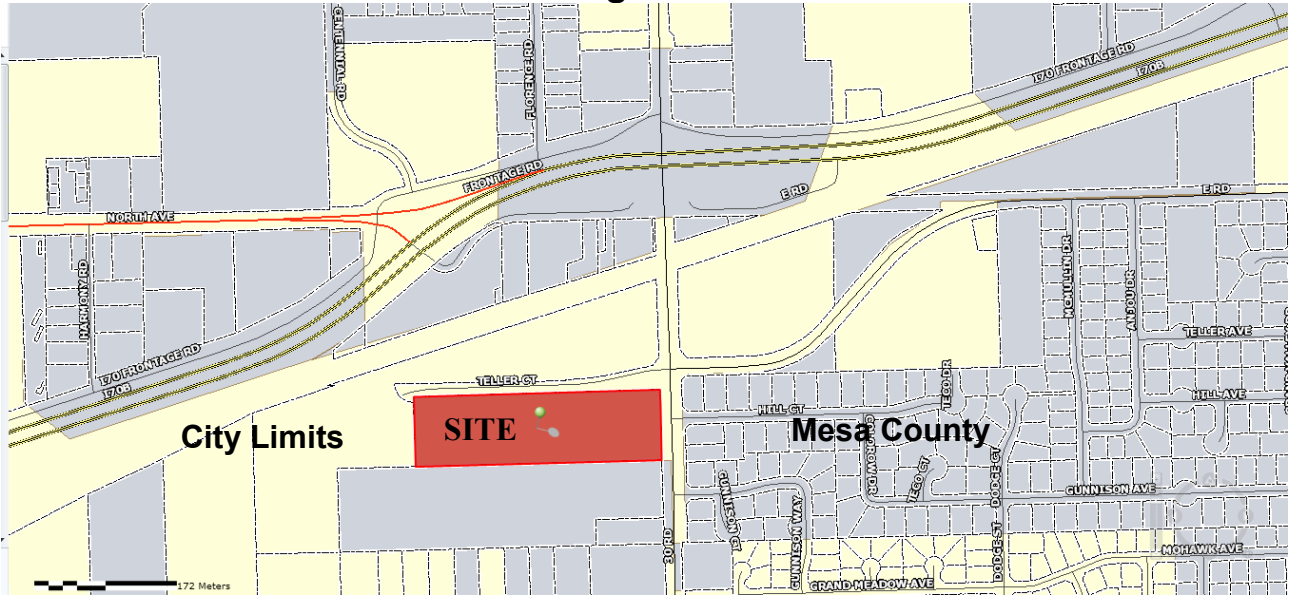 CENTENNIAL RD
FLORENCE RD
I70 FRONTAGE RD
I70B
FRONTAGE RD
E RD
E RD
NORTH AVE
HARMONY RD
MCMULLIN DR
ANJOU DR
TELLER AVE
I70 FRONTAGE RD
I70B
TELLER CT
TECO DR
HILL CT
HILL AVE
City Limits
SITE
Mesa County
TECO CT
DODGE CT
GUNNISON CT
GUNNISON WAY
GUNNISON AVE
30 RD
DODGE ST
MOHAWK AVE
GRAND MEADOW AVE
172 Meters